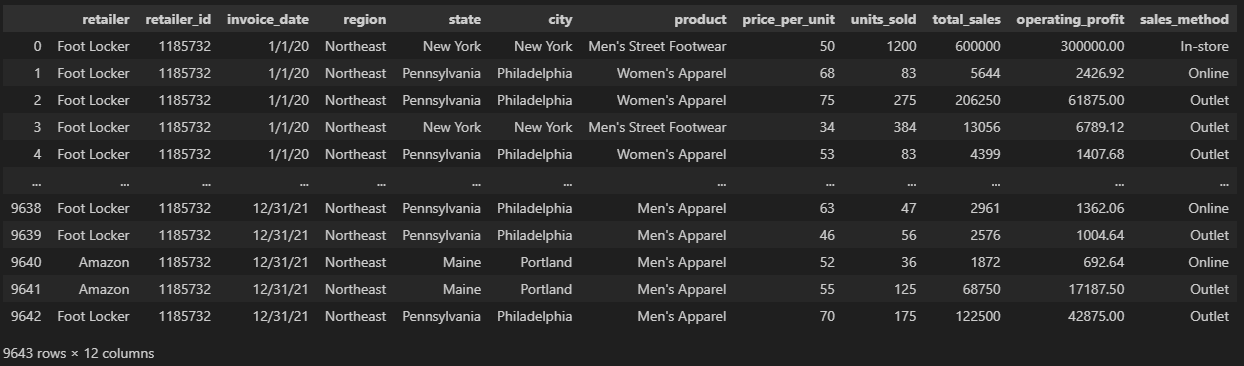 retailer retailer_id invoice_date region state city product price_per_unit units_sold total_sales operating_profit sales_method
0 Foot Locker 1185732 1/1/20 Northeast New York New York Men's Street Footwear 50 1200 600000 300000.00 In-store
1 Foot Locker 1185732 1/1/20 Northeast Pennsylvania Philadelphia Women's Apparel 68 83 5644 2426.92 Online
2 Foot Locker 1185732 1/1/20 Northeast Pennsylvania Philadelphia Women's Apparel 75 275 206250 61875.00 Outlet
3 Foot Locker 1185732 1/1/20 Northeast New York New York Men's Street Footwear 34 384 13056 6789.12 Outlet
4 Foot Locker 1185732 1/1/20 Northeast Pennsylvania Philadelphia Women's Apparel 53 83 4399 1407.68 Outlet
... ... ... ... ... ... ... ... ... ... ... ... ...
9638 Foot Locker 1185732 12/31/21 Northeast Pennsylvania Philadelphia Men's Apparel 63 47 2961 1362.06 Online
9639 Foot Locker 1185732 12/31/21 Northeast Pennsylvania Philadelphia Men's Apparel 46 56 2576 1004.64 Outlet
9640 Amazon 1185732 12/31/21 Northeast Maine Portland Men's Apparel 52 36 1872 692.64 Online
9641 Amazon 1185732 12/31/21 Northeast Maine Portland Men's Apparel 55 125 68750 17187.50 Outlet
9642 Foot Locker 1185732 12/31/21 Northeast Pennsylvania Philadelphia Men's Apparel 70 175 122500 42875.00 Outlet
9643 rows × 12 columns